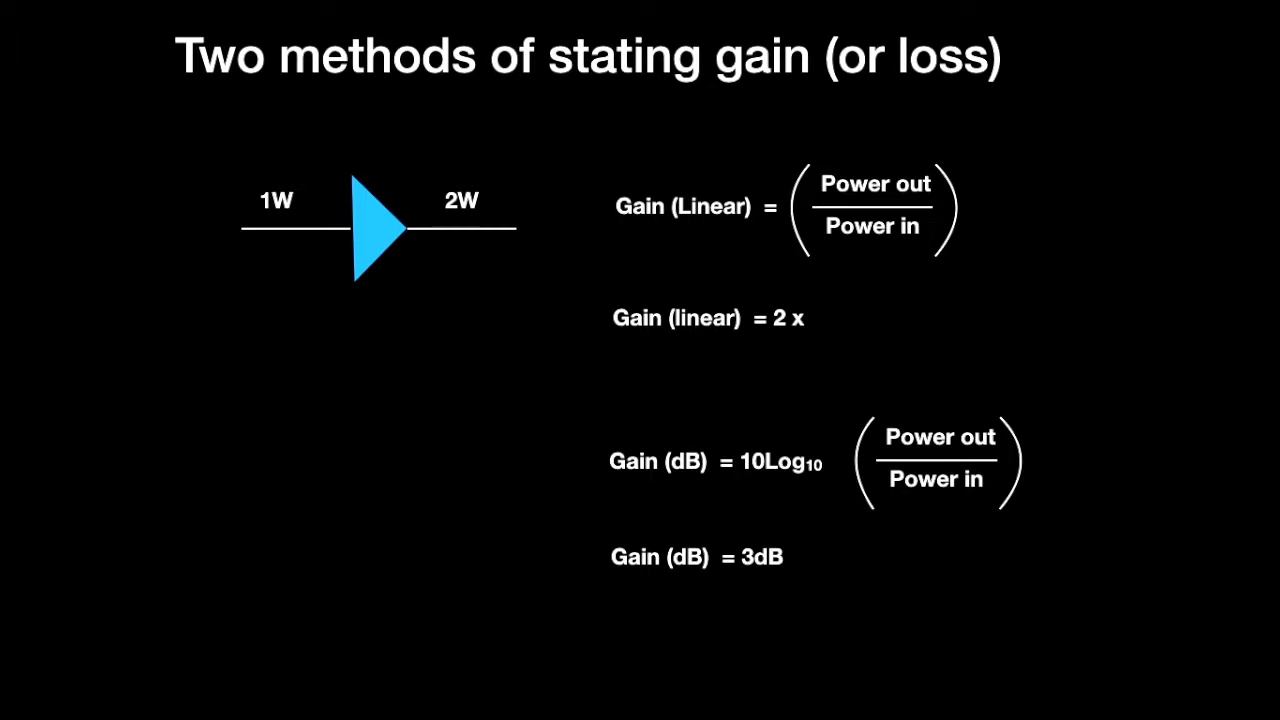 Two methods of stating gain (or loss)
1W
2W
Gain (Linear) = ( Power out
Power in )
Gain (linear) = 2 x
Gain (dB) = 10Log₁₀ ( Power out
Power in )
Gain (dB) = 3dB